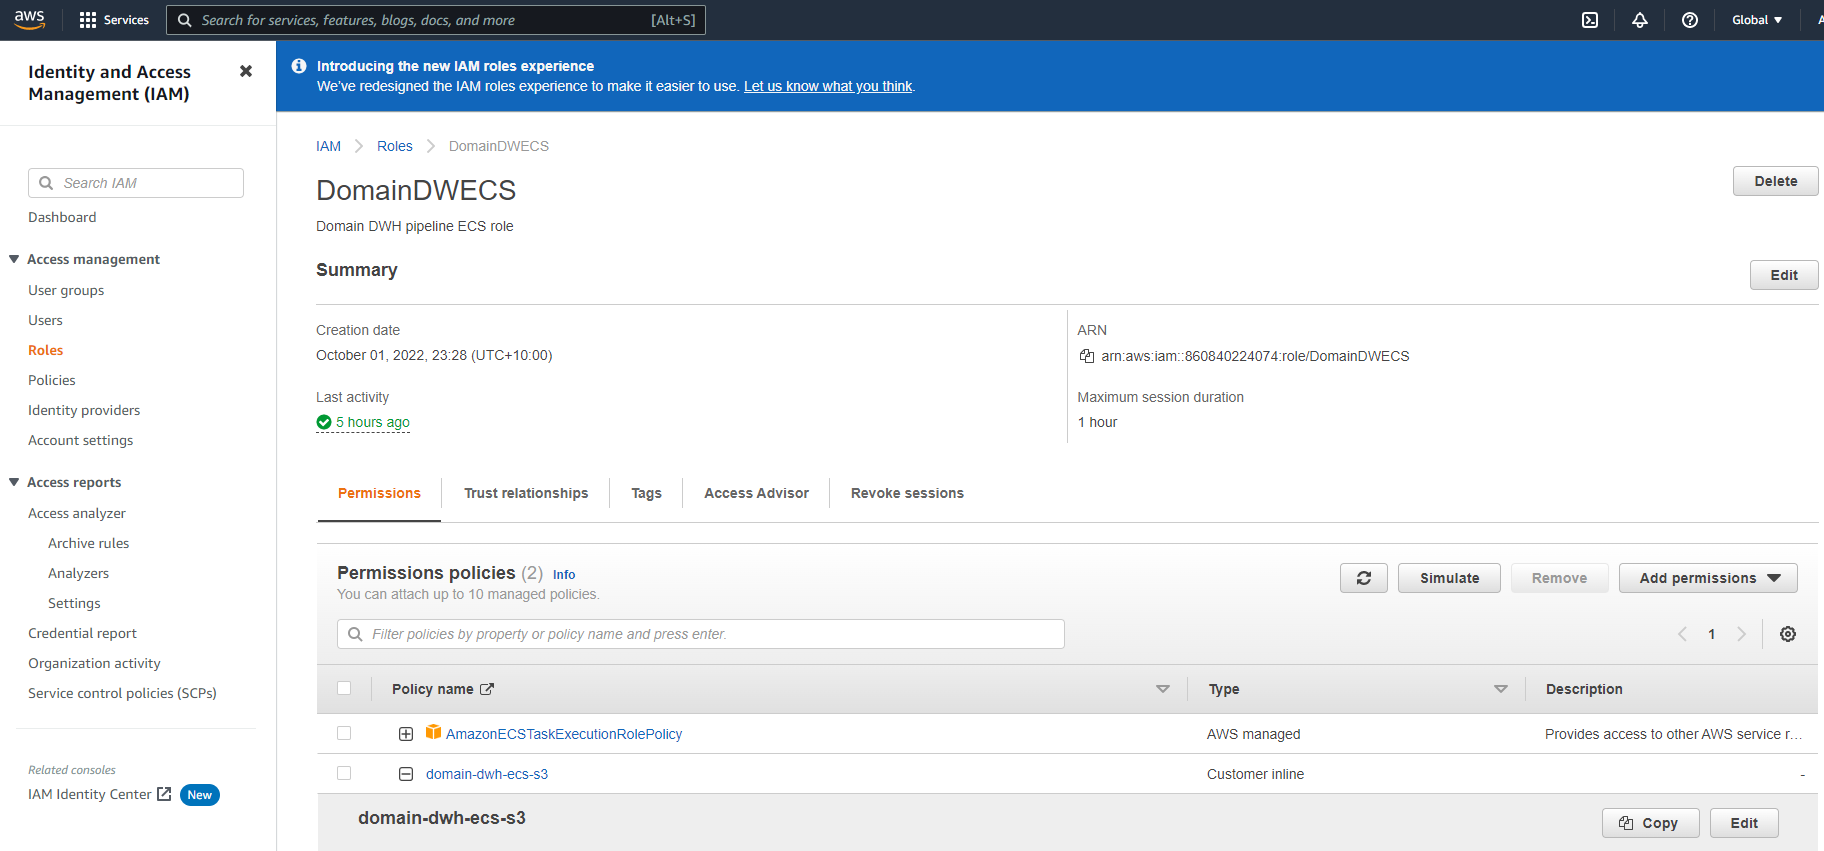 aws
Services
Search for services, features, blogs, docs, and more
[Alt+S]
Global
Identity and Access
Management (IAM)
Introducing the new IAM roles experience
We've redesigned the IAM roles experience to make it easier to use. Let us know what you think.
Search IAM
Dashboard
Access management
User groups
Users
Roles
Policies
Identity providers
Account settings
Access reports
Access analyzer
Archive rules
Analyzers
Settings
Credential report
Organization activity
Service control policies (SCPs)
Related consoles
IAM Identity Center
New
IAM
Roles
DomainDWECS
DomainDWECS
Delete
Domain DWH pipeline ECS role
Summary
Edit
Creation date
October 01, 2022, 23:28 (UTC+10:00)
ARN
arn:aws:iam::860840224074:role/DomainDWECS
Last activity
5 hours ago
Maximum session duration
1 hour
Permissions
Trust relationships
Tags
Access Advisor
Revoke sessions
Permissions policies (2) Info
You can attach up to 10 managed policies.
Simulate
Remove
Add permissions
Filter policies by property or policy name and press enter.
1
Policy name
Type
Description
AmazonECSTaskExecutionRolePolicy
AWS managed
Provides access to other AWS service r...
domain-dwh-ecs-s3
Customer inline
-
domain-dwh-ecs-s3
Copy
Edit